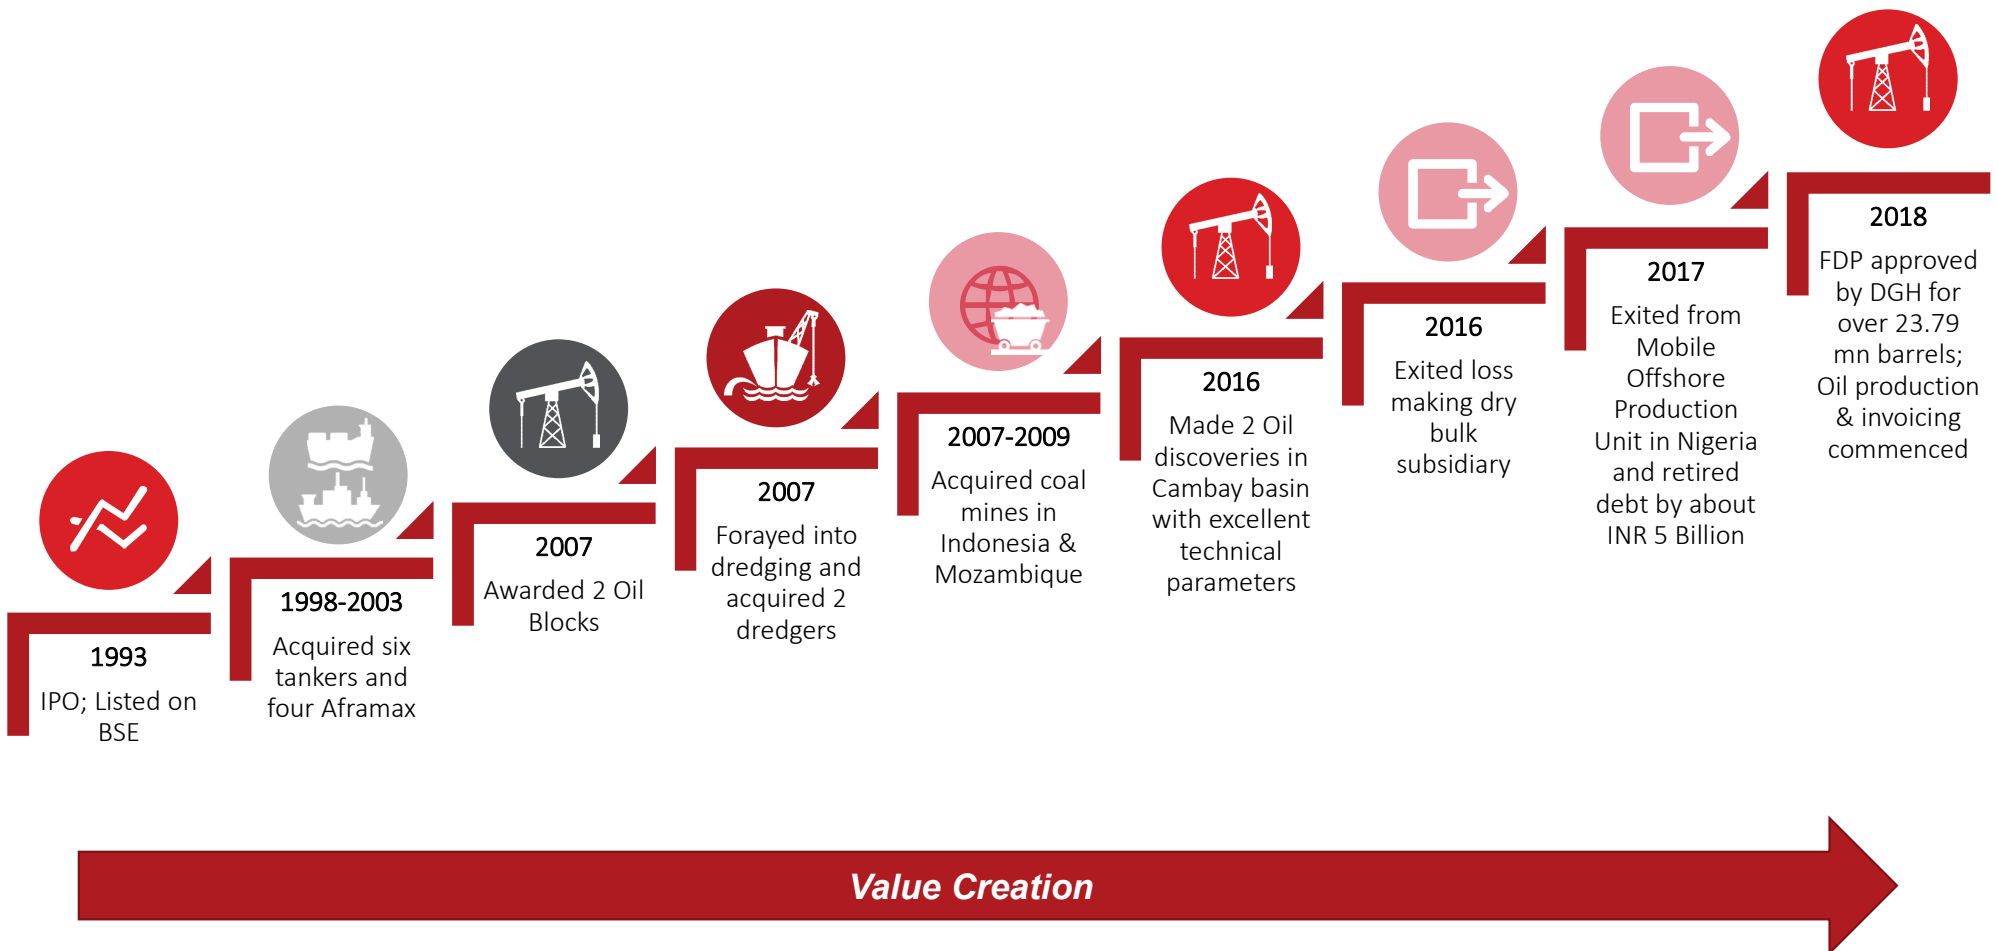 1993
IPO; Listed on
BSE
1998-2003
Acquired six
tankers and
four Aframax
2007
Awarded 2 Oil
Blocks
2007
Forayed into
dredging and
acquired 2
dredgers
2007-2009
Acquired coal
mines in
Indonesia &
Mozambique
2016
Made 2 Oil
discoveries in
Cambay basin
with excellent
technical
parameters
2016
Exited loss
making dry
bulk
subsidiary
2017
Exited from
Mobile
Offshore
Production
Unit in Nigeria
and retired
debt by about
INR 5 Billion
2018
FDP approved
by DGH for
over 23.79
mn barrels;
Oil production
& invoicing
commenced
Value Creation